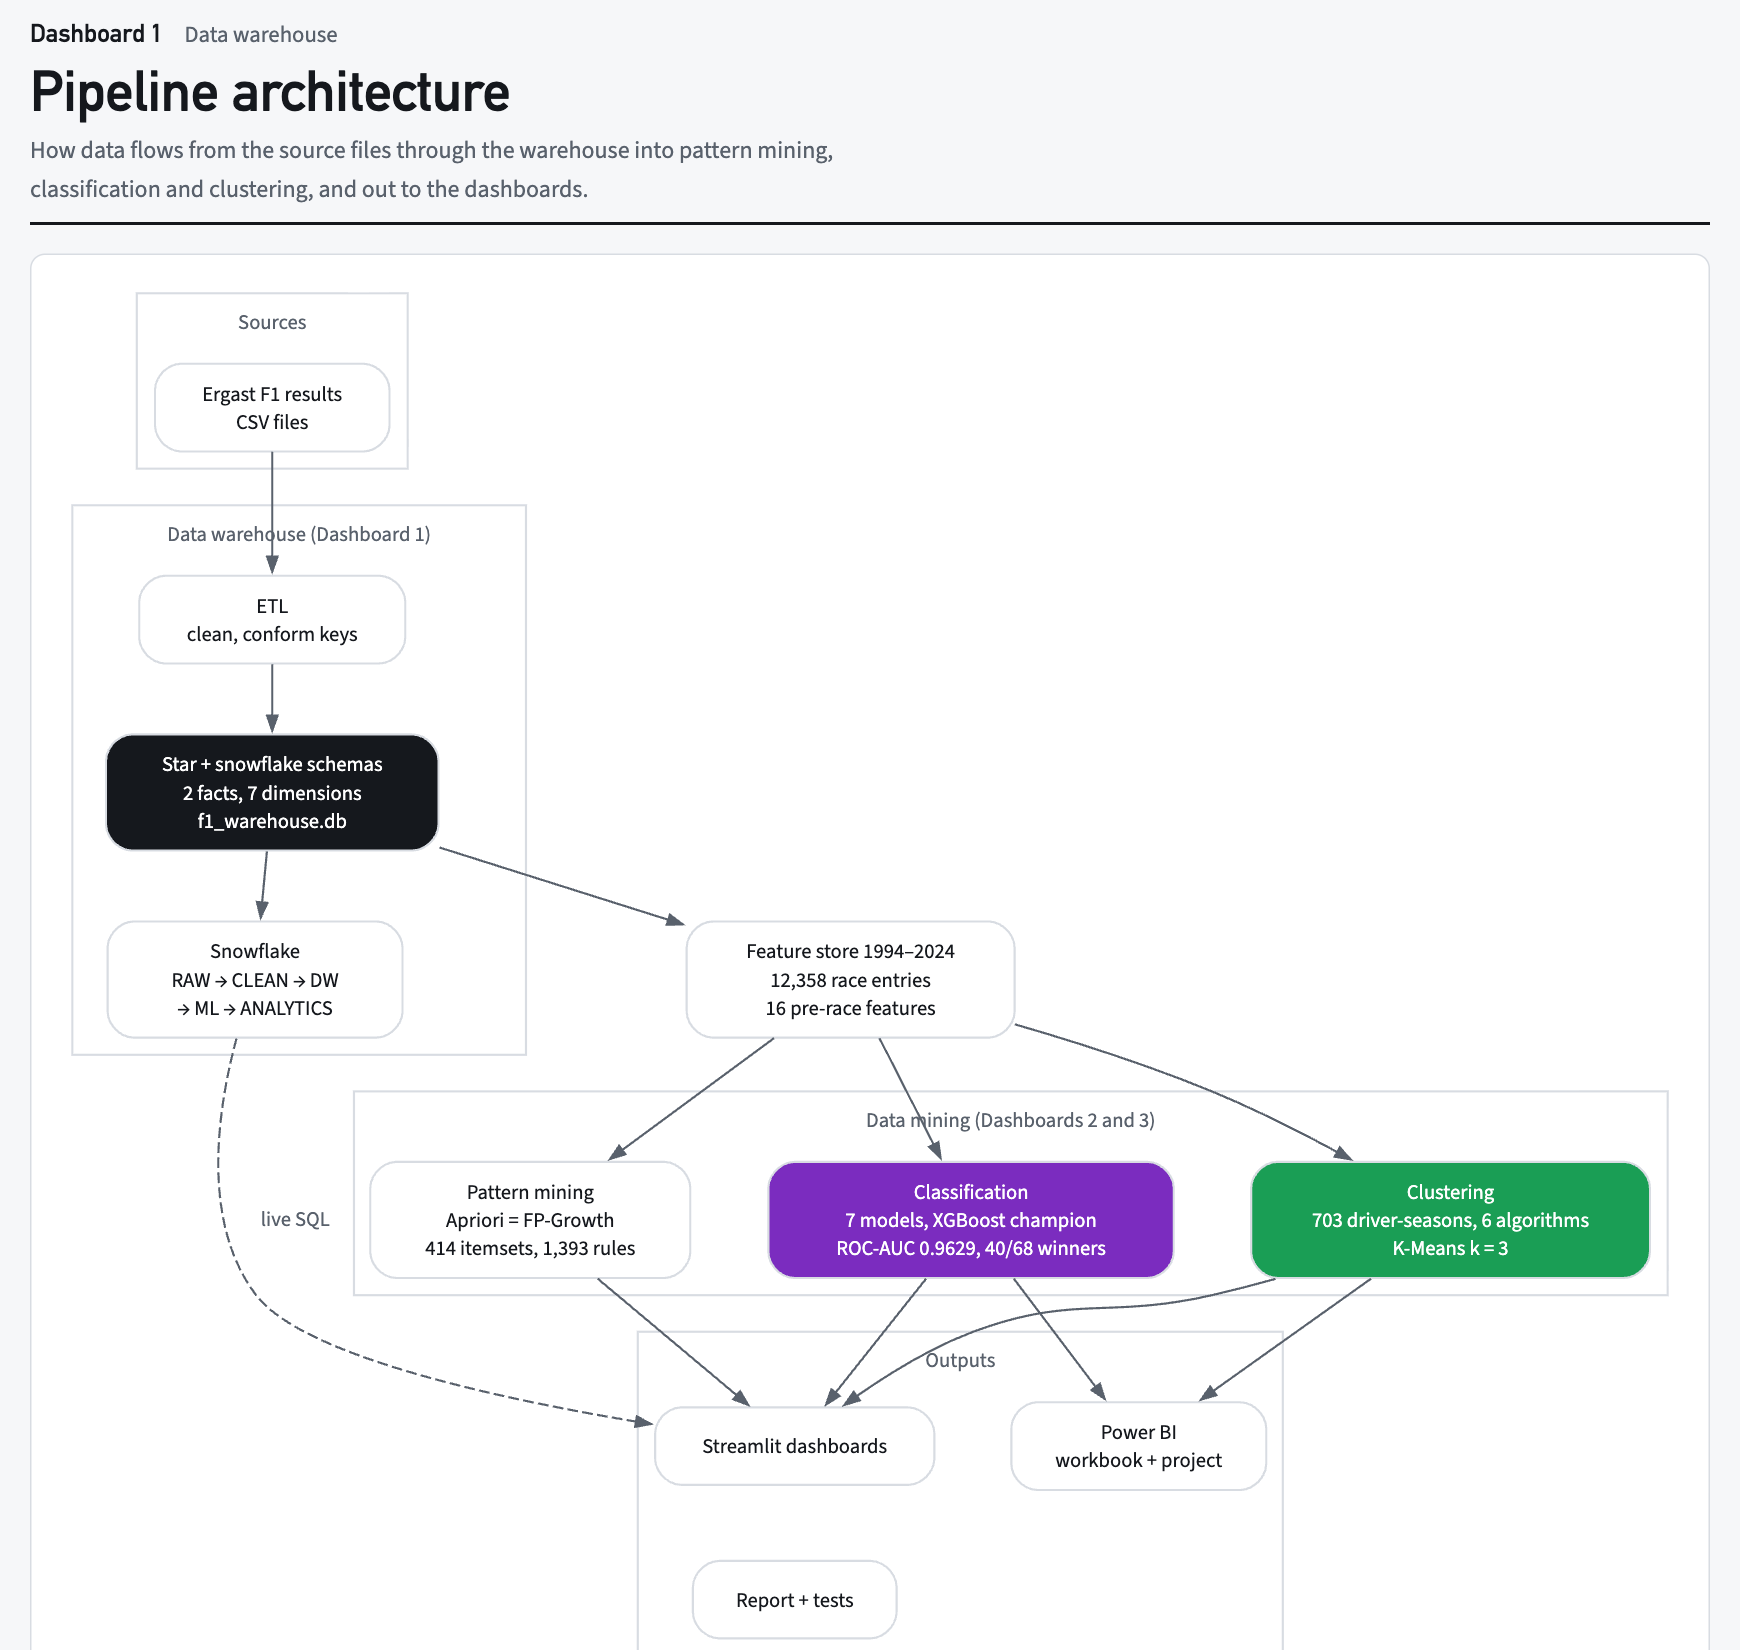 Dashboard 1 Data warehouse
Pipeline architecture
How data flows from the source files through the warehouse into pattern mining,
classification and clustering, and out to the dashboards.
Sources
Ergast F1 results
CSV files
Data warehouse (Dashboard 1)
ETL
clean, conform keys
Star + snowflake schemas
2 facts, 7 dimensions
f1_warehouse.db
Snowflake
RAW → CLEAN → DW
→ ML → ANALYTICS
Feature store 1994–2024
12,358 race entries
16 pre-race features
Data mining (Dashboards 2 and 3)
Pattern mining
Apriori = FP-Growth
414 itemsets, 1,393 rules
Classification
7 models, XGBoost champion
ROC-AUC 0.9629, 40/68 winners
Clustering
703 driver-seasons, 6 algorithms
K-Means k = 3
live SQL
Outputs
Streamlit dashboards
Power BI
workbook + project
Report + tests